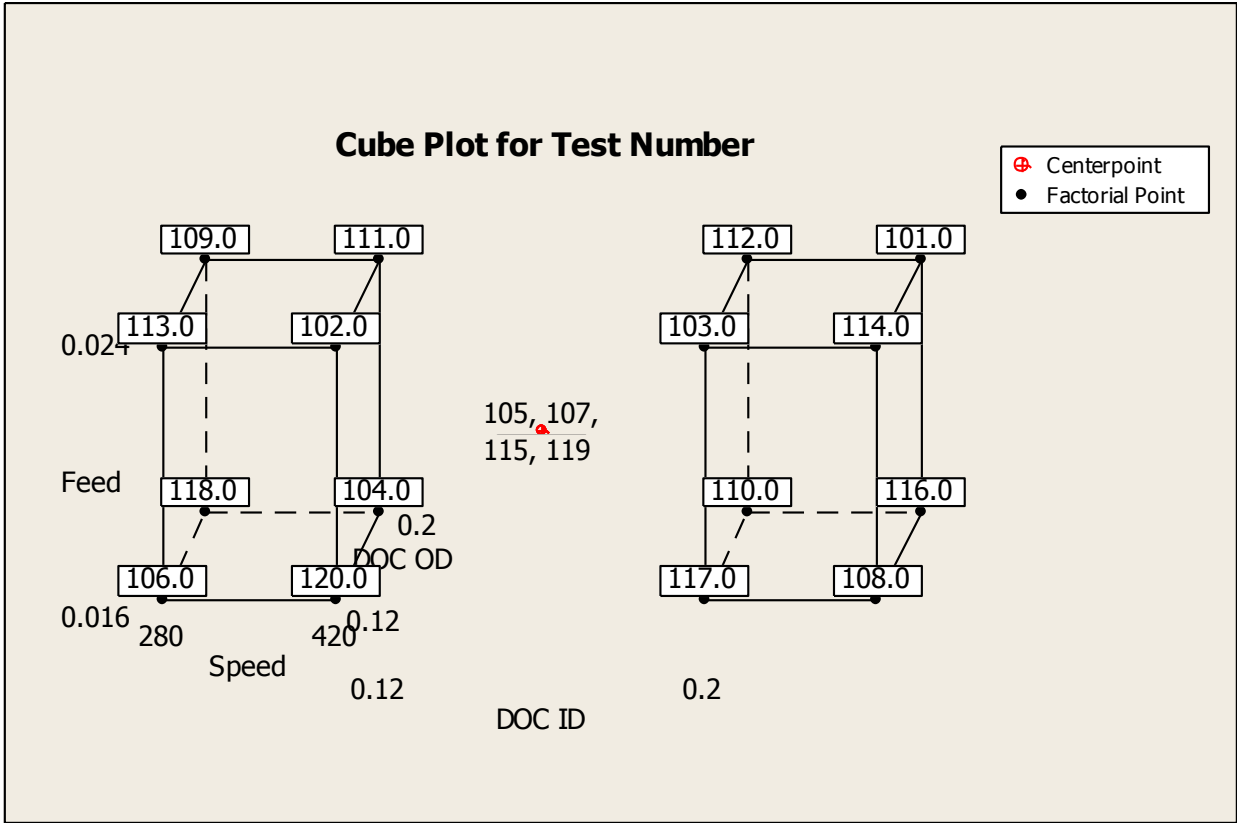 Cube Plot for Test Number
Centerpoint
Factorial Point
109.0 111.0 112.0 101.0
113.0 102.0 103.0 114.0
0.024
105, 107,
115, 119
Feed
118.0 104.0 110.0 116.0
0.2
DOC OD
106.0 120.0 117.0 108.0
0.016
0.12
280 420
Speed
0.12 0.2
DOC ID